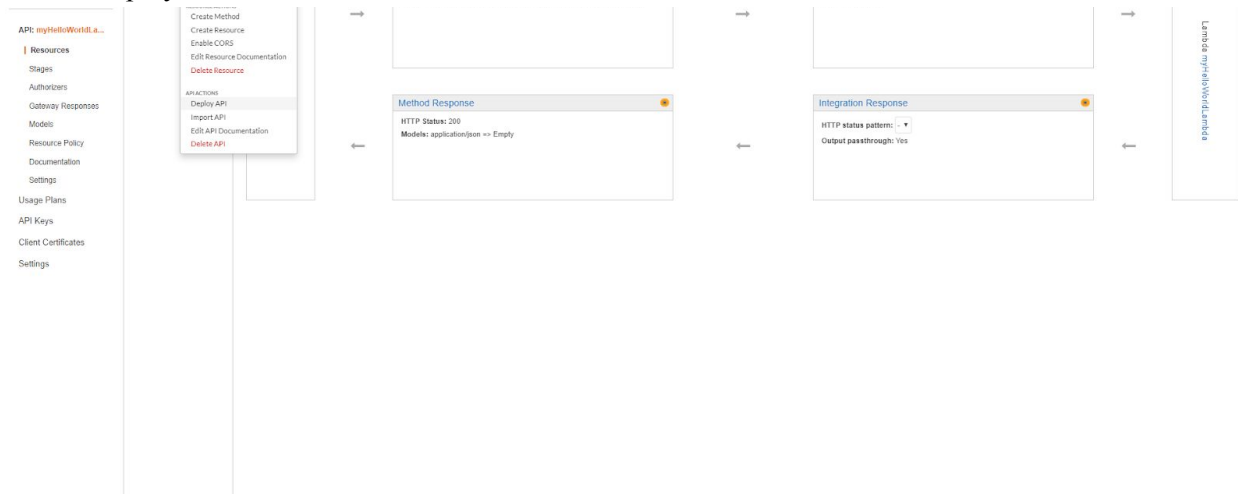 API: myHelloWorldLa...
Resources
Stages
Authorizers
Gateway Responses
Models
Resource Policy
Documentation
Settings
Usage Plans
API Keys
Client Certificates
Settings
Create Method
Create Resource
Enable CORS
Edit Resource Documentation
Delete Resource
API ACTIONS
Deploy API
Import API
Edit API Documentation
Delete API
Method Response
HTTP Status: 200
Models: application/json => Empty
Integration Response
HTTP status pattern: -
Output passthrough: Yes
Lambda myHelloWorldLambda